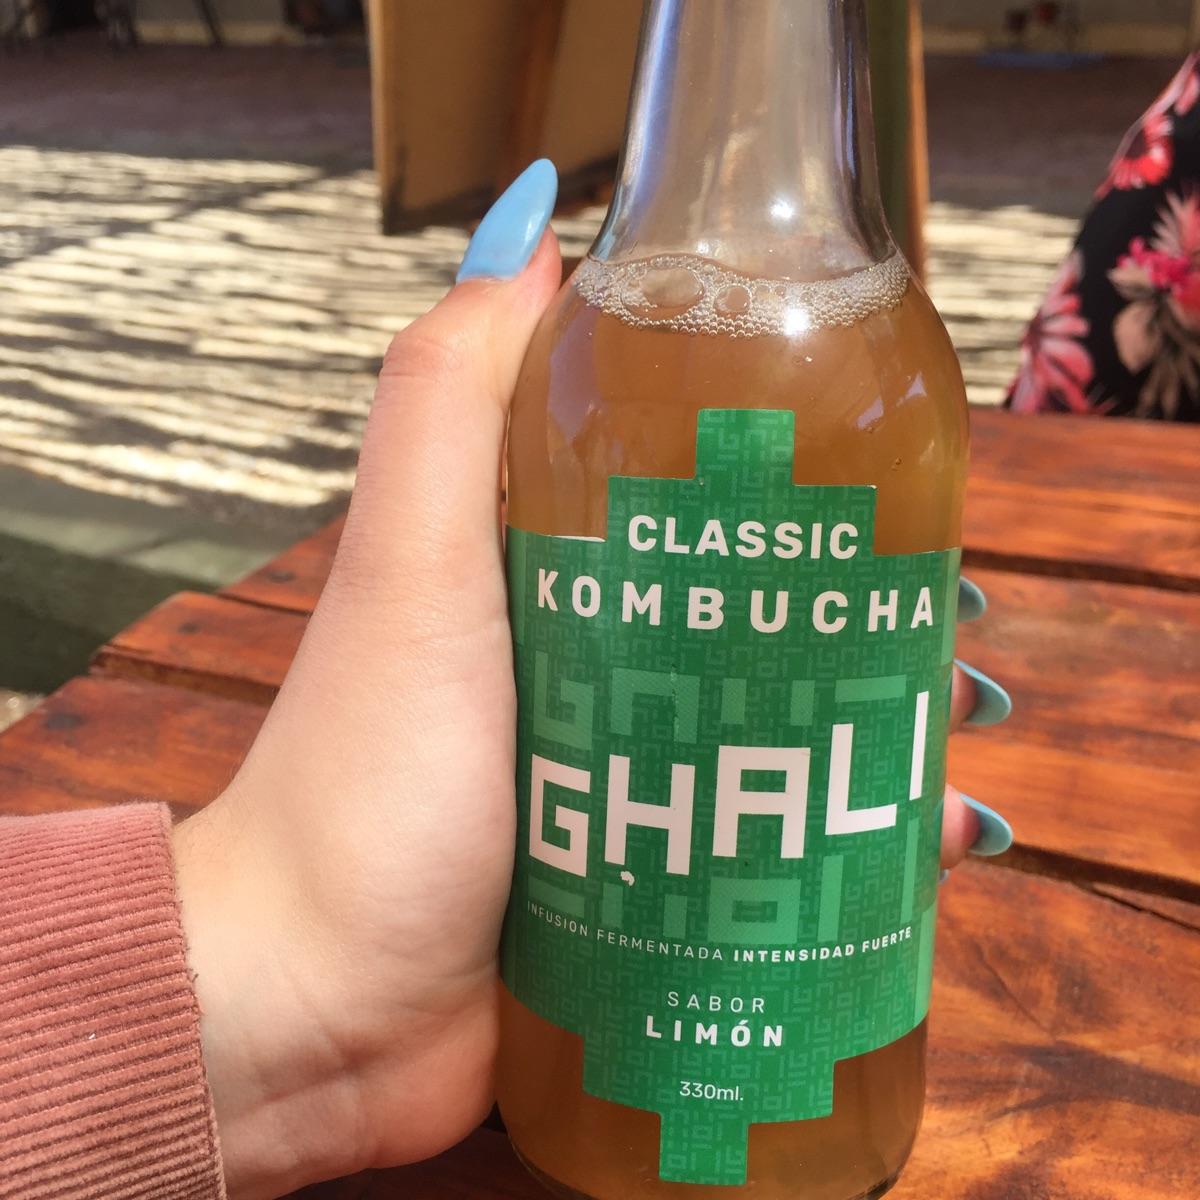 CLASSIC
KOMBUCHA
GHALI
INFUSION FERMENTADA INTENSIDAD FUERTE
SABOR
LIMÓN
330ml.